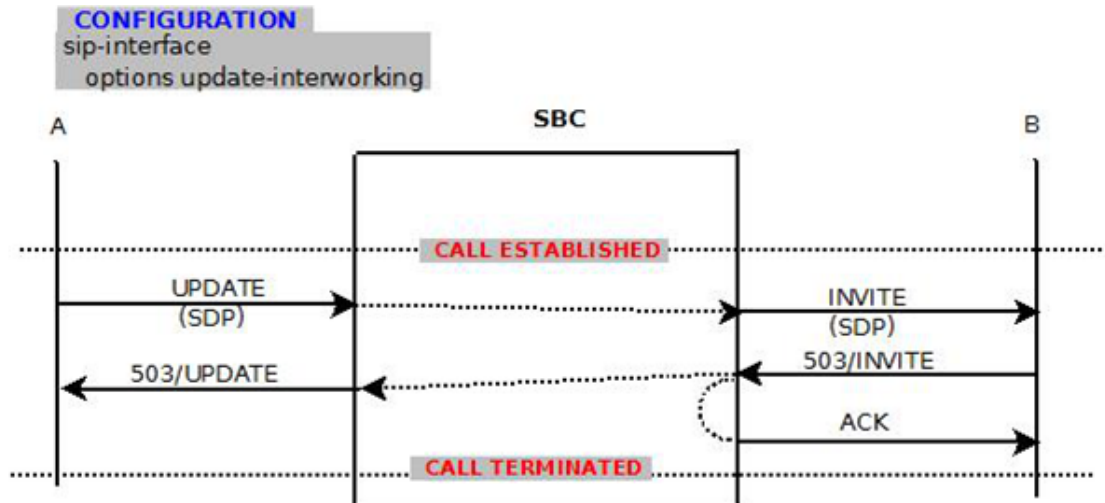 CONFIGURATION
sip-interface
options update-interworking
A
SBC
B
CALL ESTABLISHED
UPDATE
(SDP)
INVITE
(SDP)
503/UPDATE
503/INVITE
ACK
CALL TERMINATED